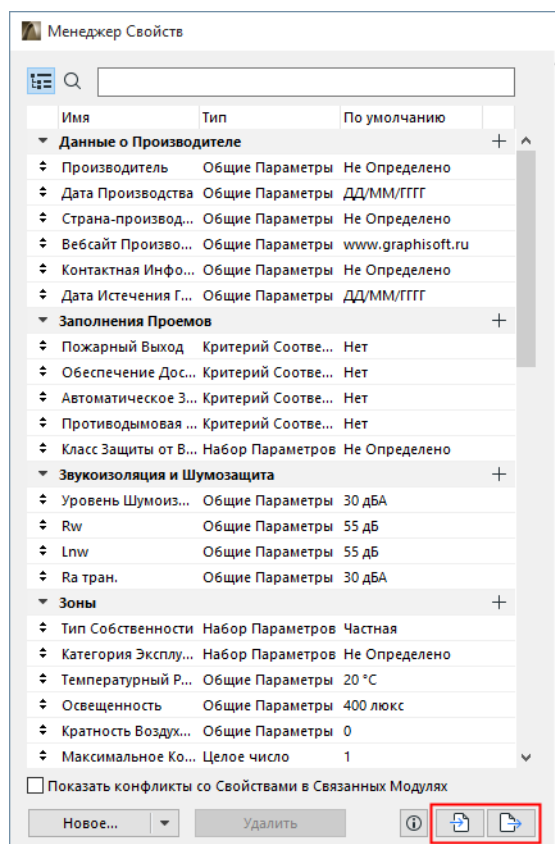 Менеджер Свойств
Имя Тип По умолчанию
Данные о Производителе
Производитель Общие Параметры Не Определено
Дата Производства Общие Параметры ДД/ММ/ГГГГ
Страна-производ... Общие Параметры Не Определено
Вебсайт Произво... Общие Параметры www.graphisoft.ru
Контактная Инфо... Общие Параметры Не Определено
Дата Истечения Г... Общие Параметры ДД/ММ/ГГГГ
Заполнения Проемов
Пожарный Выход Критерий Соотве... Нет
Обеспечение Дос... Критерий Соотве... Нет
Автоматическое З... Критерий Соотве... Нет
Противодымовая ... Критерий Соотве... Нет
Класс Защиты от В... Набор Параметров Не Определено
Звукоизоляция и Шумозащита
Уровень Шумоиз... Общие Параметры 30 дБА
Rw Общие Параметры 55 дБ
Lnw Общие Параметры 55 дБ
Ra тран. Общие Параметры 30 дБА
Зоны
Тип Собственности Набор Параметров Частная
Категория Эксплу... Набор Параметров Не Определено
Температурный Р... Общие Параметры 20 °C
Освещенность Общие Параметры 400 люкс
Кратность Воздух... Общие Параметры 0
Максимальное Ко... Целое число 1
Показать конфликты со Свойствами в Связанных Модулях
Новое... Удалить